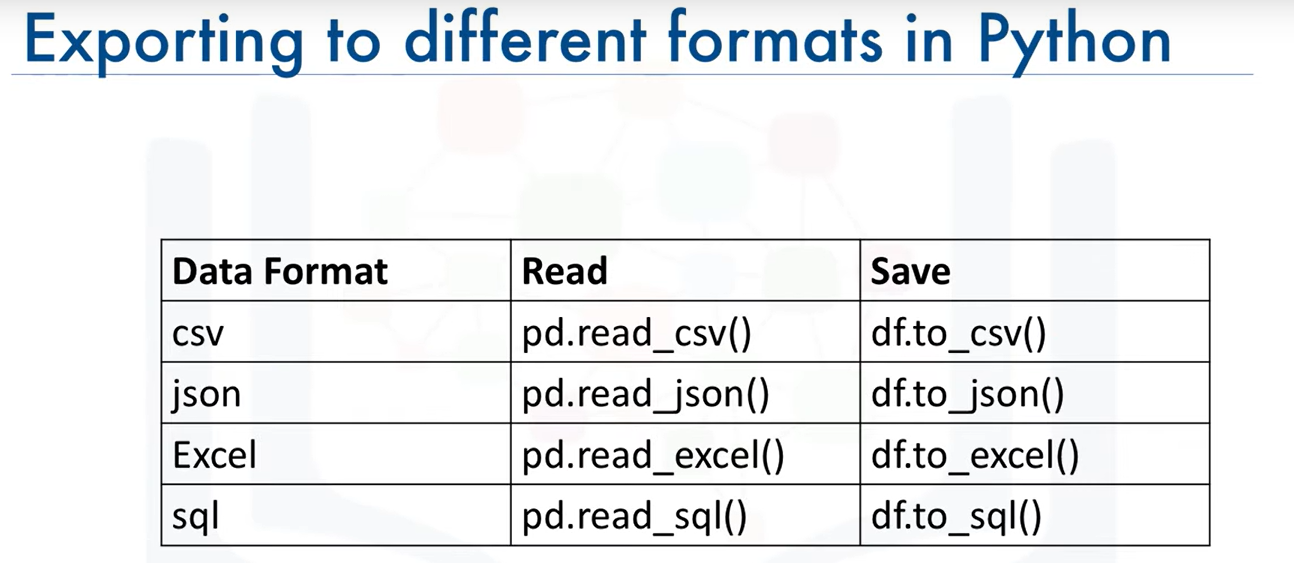 Exporting to different formats in Python
Data Format Read Save
csv pd.read_csv() df.to_csv()
json pd.read_json() df.to_json()
Excel pd.read_excel() df.to_excel()
sql pd.read_sql() df.to_sql()